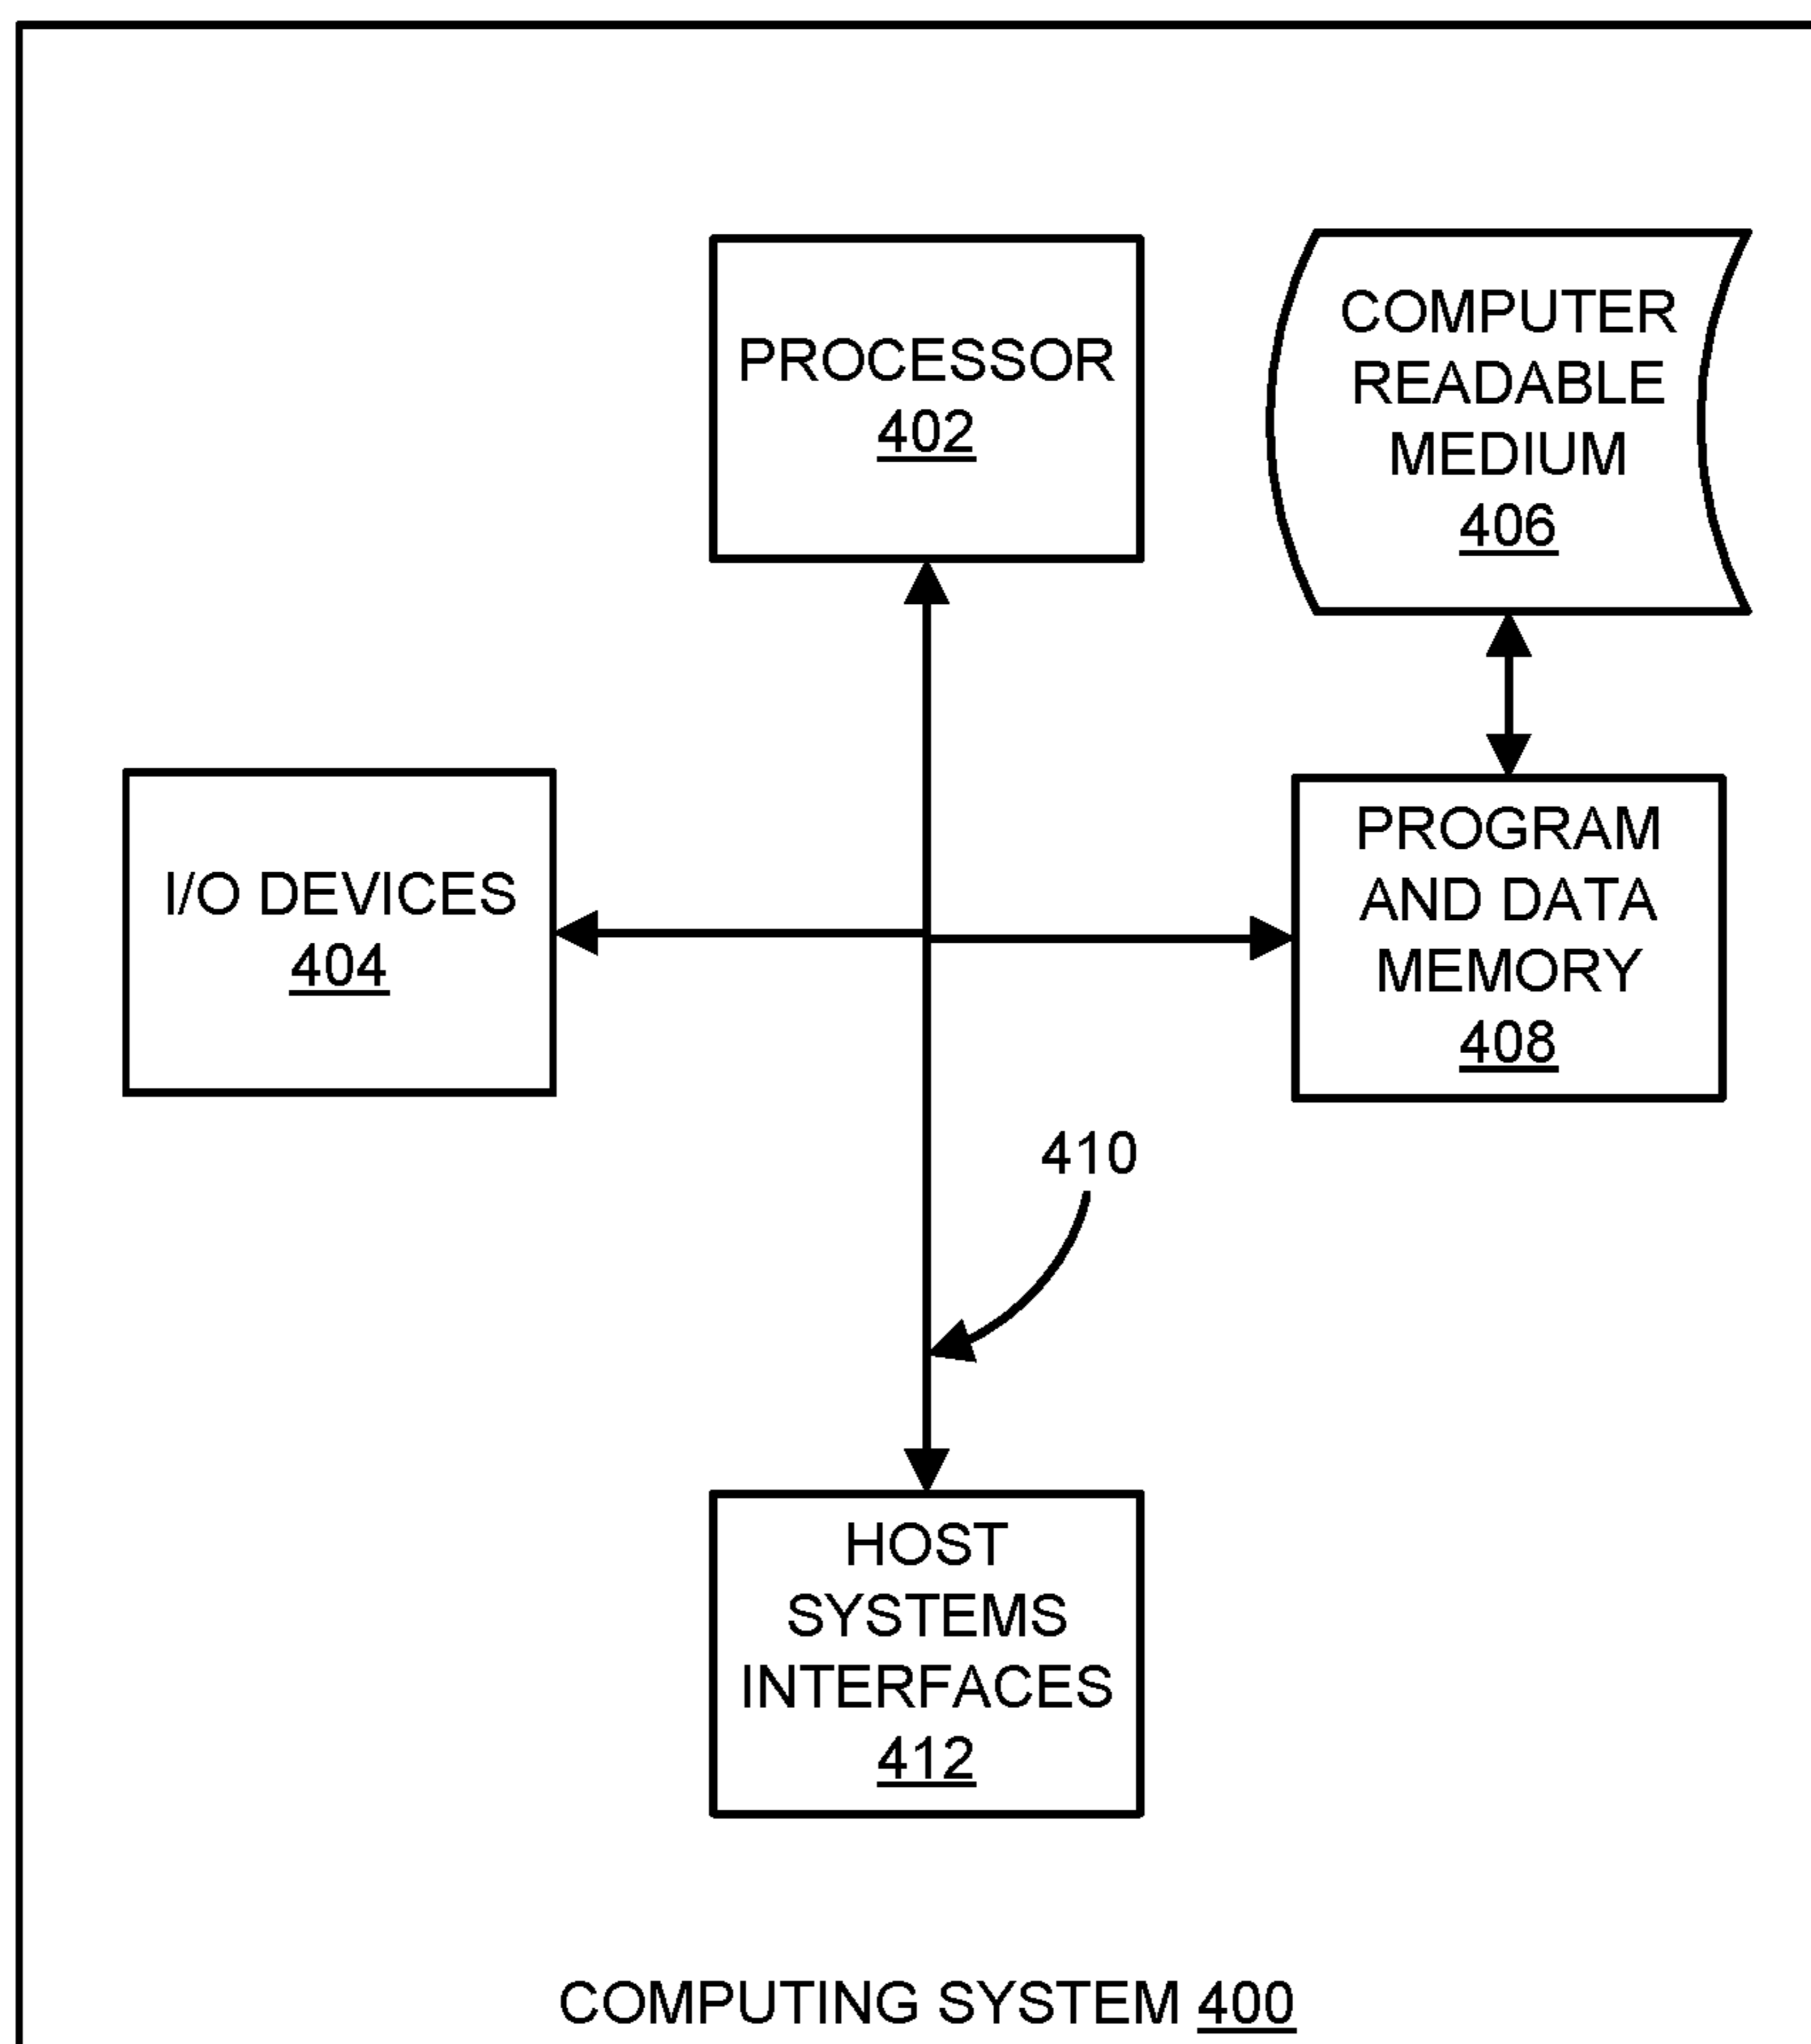 PROCESSOR
402
COMPUTER
READABLE
MEDIUM
406
I/O DEVICES
404
PROGRAM
AND DATA
MEMORY
408
410
HOST
SYSTEMS
INTERFACES
412
COMPUTING SYSTEM 400